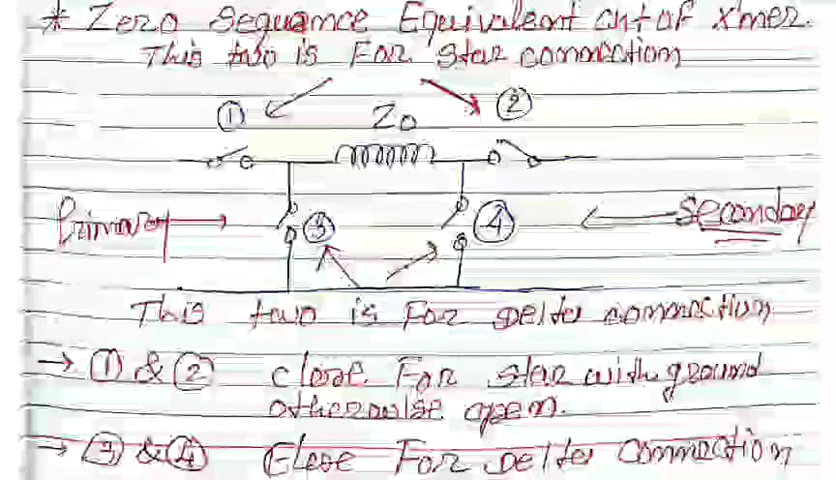 * Zero Sequance Equivalent ckt of X'mer.
This two is For Star connection
① ②
Zo
Primary ③ ④ Secondary
This two is For Delta connection
→ ① & ② close For star with ground
otherwise open.
→ ③ & ④ Close For Delta Connection